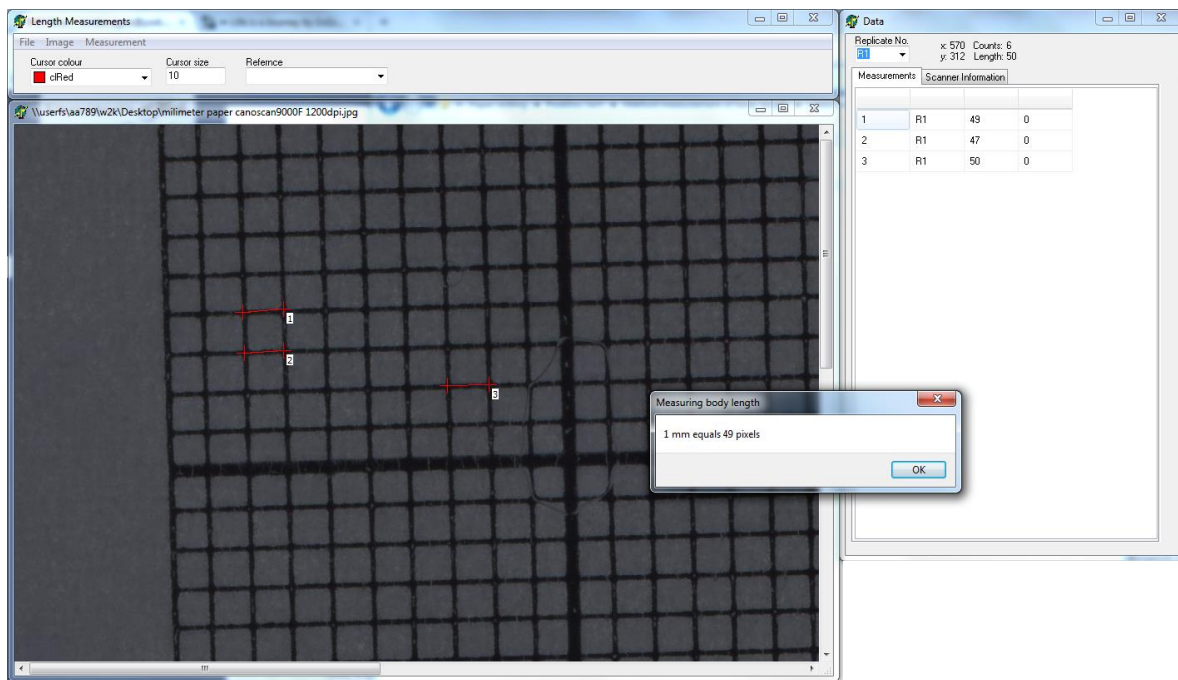 Length Measurements
File Image Measurement
Cursor colour Cursor size Refernce
clRed 10
\\userfs\aa789\w2k\Desktop\milimeter paper canoscan9000F 1200dpi.jpg
1
2
3
Measuring body length
1 mm equals 49 pixels
OK
Data
Replicate No. x: 570 Counts: 6
R1 y: 312 Length: 50
Measurements Scanner Information
1 R1 49 0
2 R1 47 0
3 R1 50 0